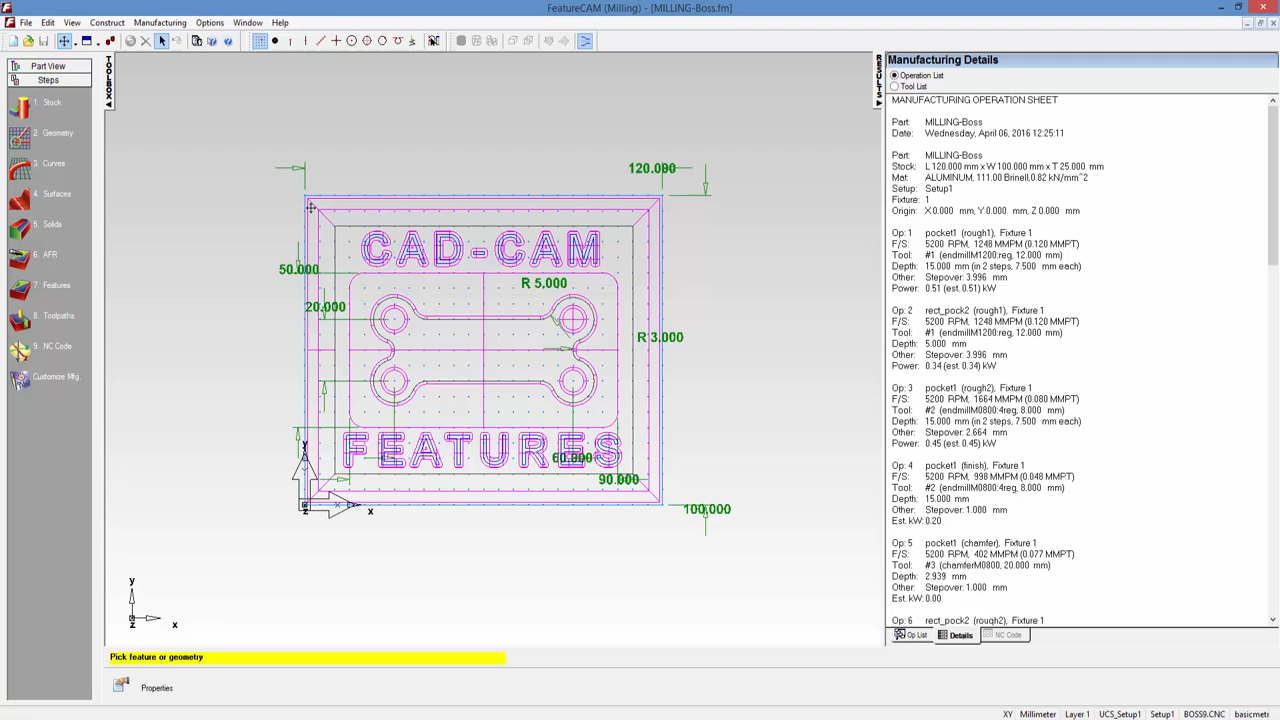 FeatureCAM (Milling) - [MILLING-Boss.fm]
File Edit View Construct Manufacturing Options Window Help
Part View
Steps
1. Stock
2. Geometry
3. Curves
4. Surfaces
5. Solids
6. AFR
7. Features
8. Toolpaths
9. NC Code
Customize Mfg.
TOOLBOX
RESULTS
120.000
CAD-CAM
50.000
R 5.000
20.000
R 3.000
FEATURES
60.000
90.000
100.000
y
x
z
y
x
z
Pick feature or geometry
Properties
Manufacturing Details
Operation List
Tool List
MANUFACTURING OPERATION SHEET
Part: MILLING-Boss
Date: Wednesday, April 06, 2016 12:25:11
Part: MILLING-Boss
Stock: L 120.000 mm x W 100.000 mm x T 25.000 mm
Mat: ALUMINUM, 111.00 Brinell,0.82 kN/mm^2
Setup: Setup1
Fixture: 1
Origin: X 0.000 mm, Y 0.000 mm, Z 0.000 mm
Op: 1 pocket1 (rough1), Fixture 1
F/S: 5200 RPM, 1248 MMPM (0.120 MMPT)
Tool: #1 (endmillM1200:reg, 12.000 mm)
Depth: 15.000 mm (in 2 steps, 7.500 mm each)
Other: Stepover: 3.996 mm
Power: 0.51 (est. 0.51) kW
Op: 2 rect_pock2 (rough1), Fixture 1
F/S: 5200 RPM, 1248 MMPM (0.120 MMPT)
Tool: #1 (endmillM1200:reg, 12.000 mm)
Depth: 5.000 mm
Other: Stepover: 3.996 mm
Power: 0.34 (est. 0.34) kW
Op: 3 pocket1 (rough2), Fixture 1
F/S: 5200 RPM, 1664 MMPM (0.080 MMPT)
Tool: #2 (endmillM0800:4reg, 8.000 mm)
Depth: 15.000 mm (in 2 steps, 7.500 mm each)
Other: Stepover: 2.664 mm
Power: 0.45 (est. 0.45) kW
Op: 4 pocket1 (finish), Fixture 1
F/S: 5200 RPM, 998 MMPM (0.048 MMPT)
Tool: #2 (endmillM0800:4reg, 8.000 mm)
Depth: 15.000 mm
Other: Stepover: 1.000 mm
Est. kW: 0.20
Op: 5 pocket1 (chamfer), Fixture 1
F/S: 5200 RPM, 402 MMPM (0.077 MMPT)
Tool: #3 (chamferM0800, 20.000 mm)
Depth: 2.939 mm
Other: Stepover: 1.000 mm
Est. kW: 0.00
Op: 6 rect_pock2 (rough2), Fixture 1
Op List Details NC Code
XY Millimeter Layer 1 UCS_Setup1 Setup1 BOSS9.CNC basicmetr